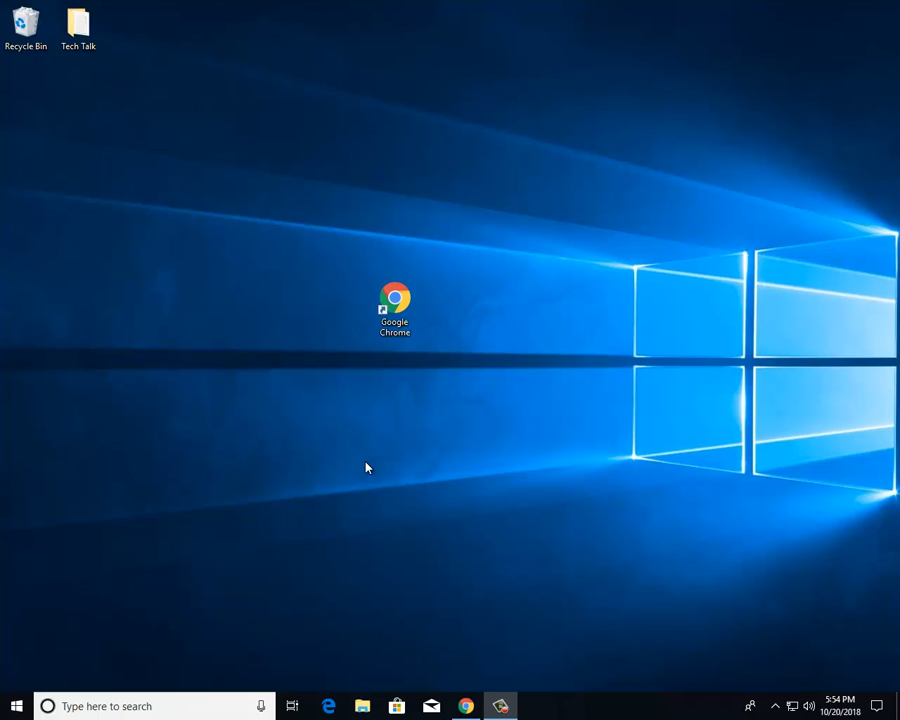 Recycle Bin
Tech Talk
Google
Chrome
Type here to search
5:54 PM
10/20/2018